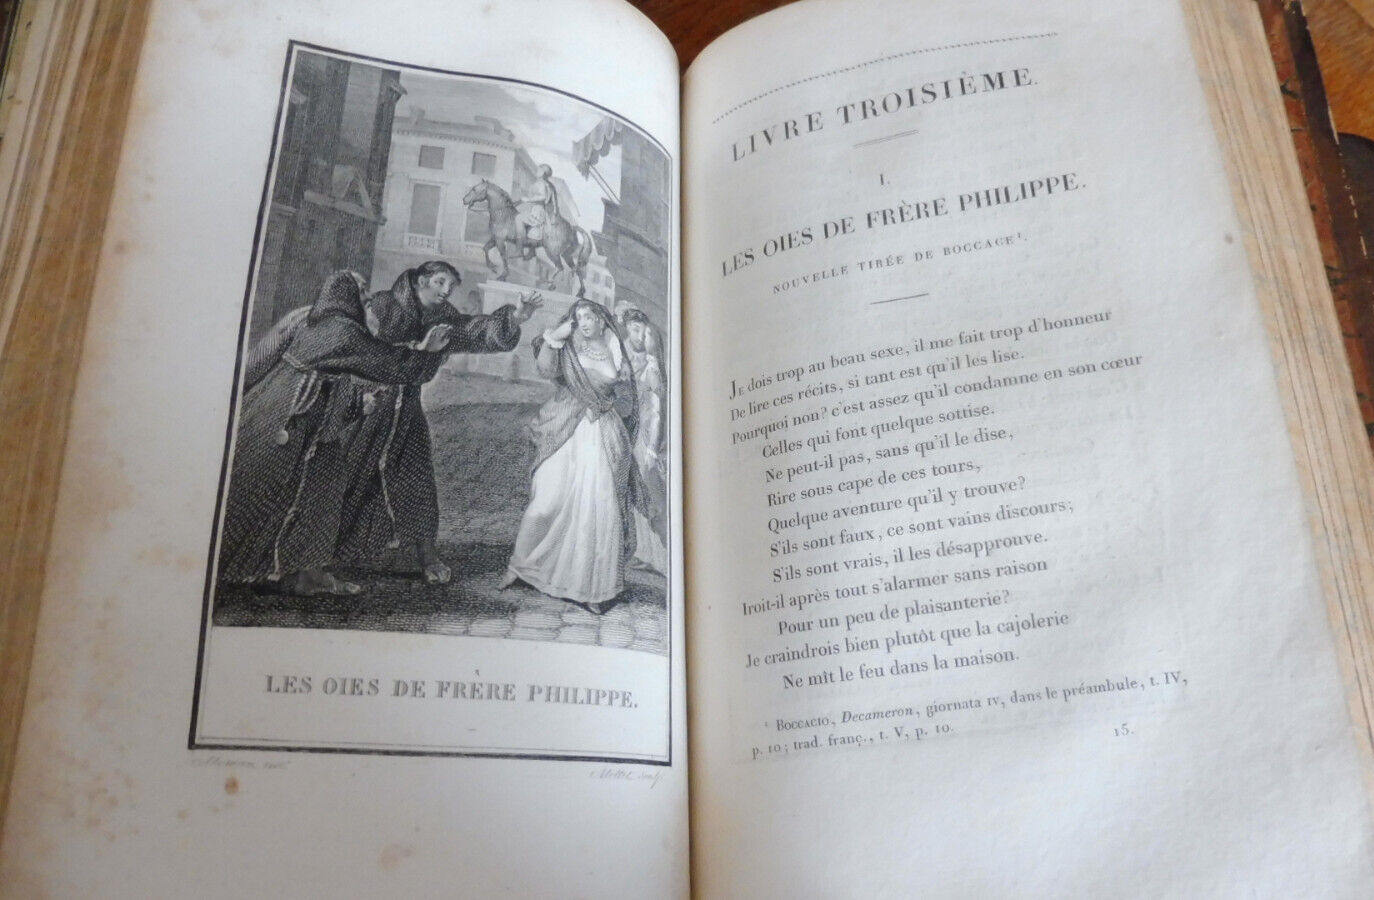 LES OIES DE FRÈRE PHILIPPE.
LIVRE TROISIÈME.
I.
LES OIES DE FRÈRE PHILIPPE.
NOUVELLE TIRÉE DE BOCCACE¹.
JE dois trop au beau sexe, il me fait trop d'honneur
De lire ces récits, si tant est qu'il les lise.
Pourquoi non? c'est assez qu'il condamne en son cœur
Celles qui font quelque sottise.
Ne peut-il pas, sans qu'il le dise,
Rire sous cape de ces tours,
Quelque aventure qu'il y trouve?
S'ils sont faux, ce sont vains discours;
S'ils sont vrais, il les désapprouve.
Iroit-il après tout s'alarmer sans raison
Pour un peu de plaisanterie?
Je craindrois bien plutôt que la cajolerie
Ne mît le feu dans la maison.
¹ BOCCACIO, Decameron, giornata IV, dans le préambule, t. IV,
p. 10; trad. franç., t. V, p. 10.
15.